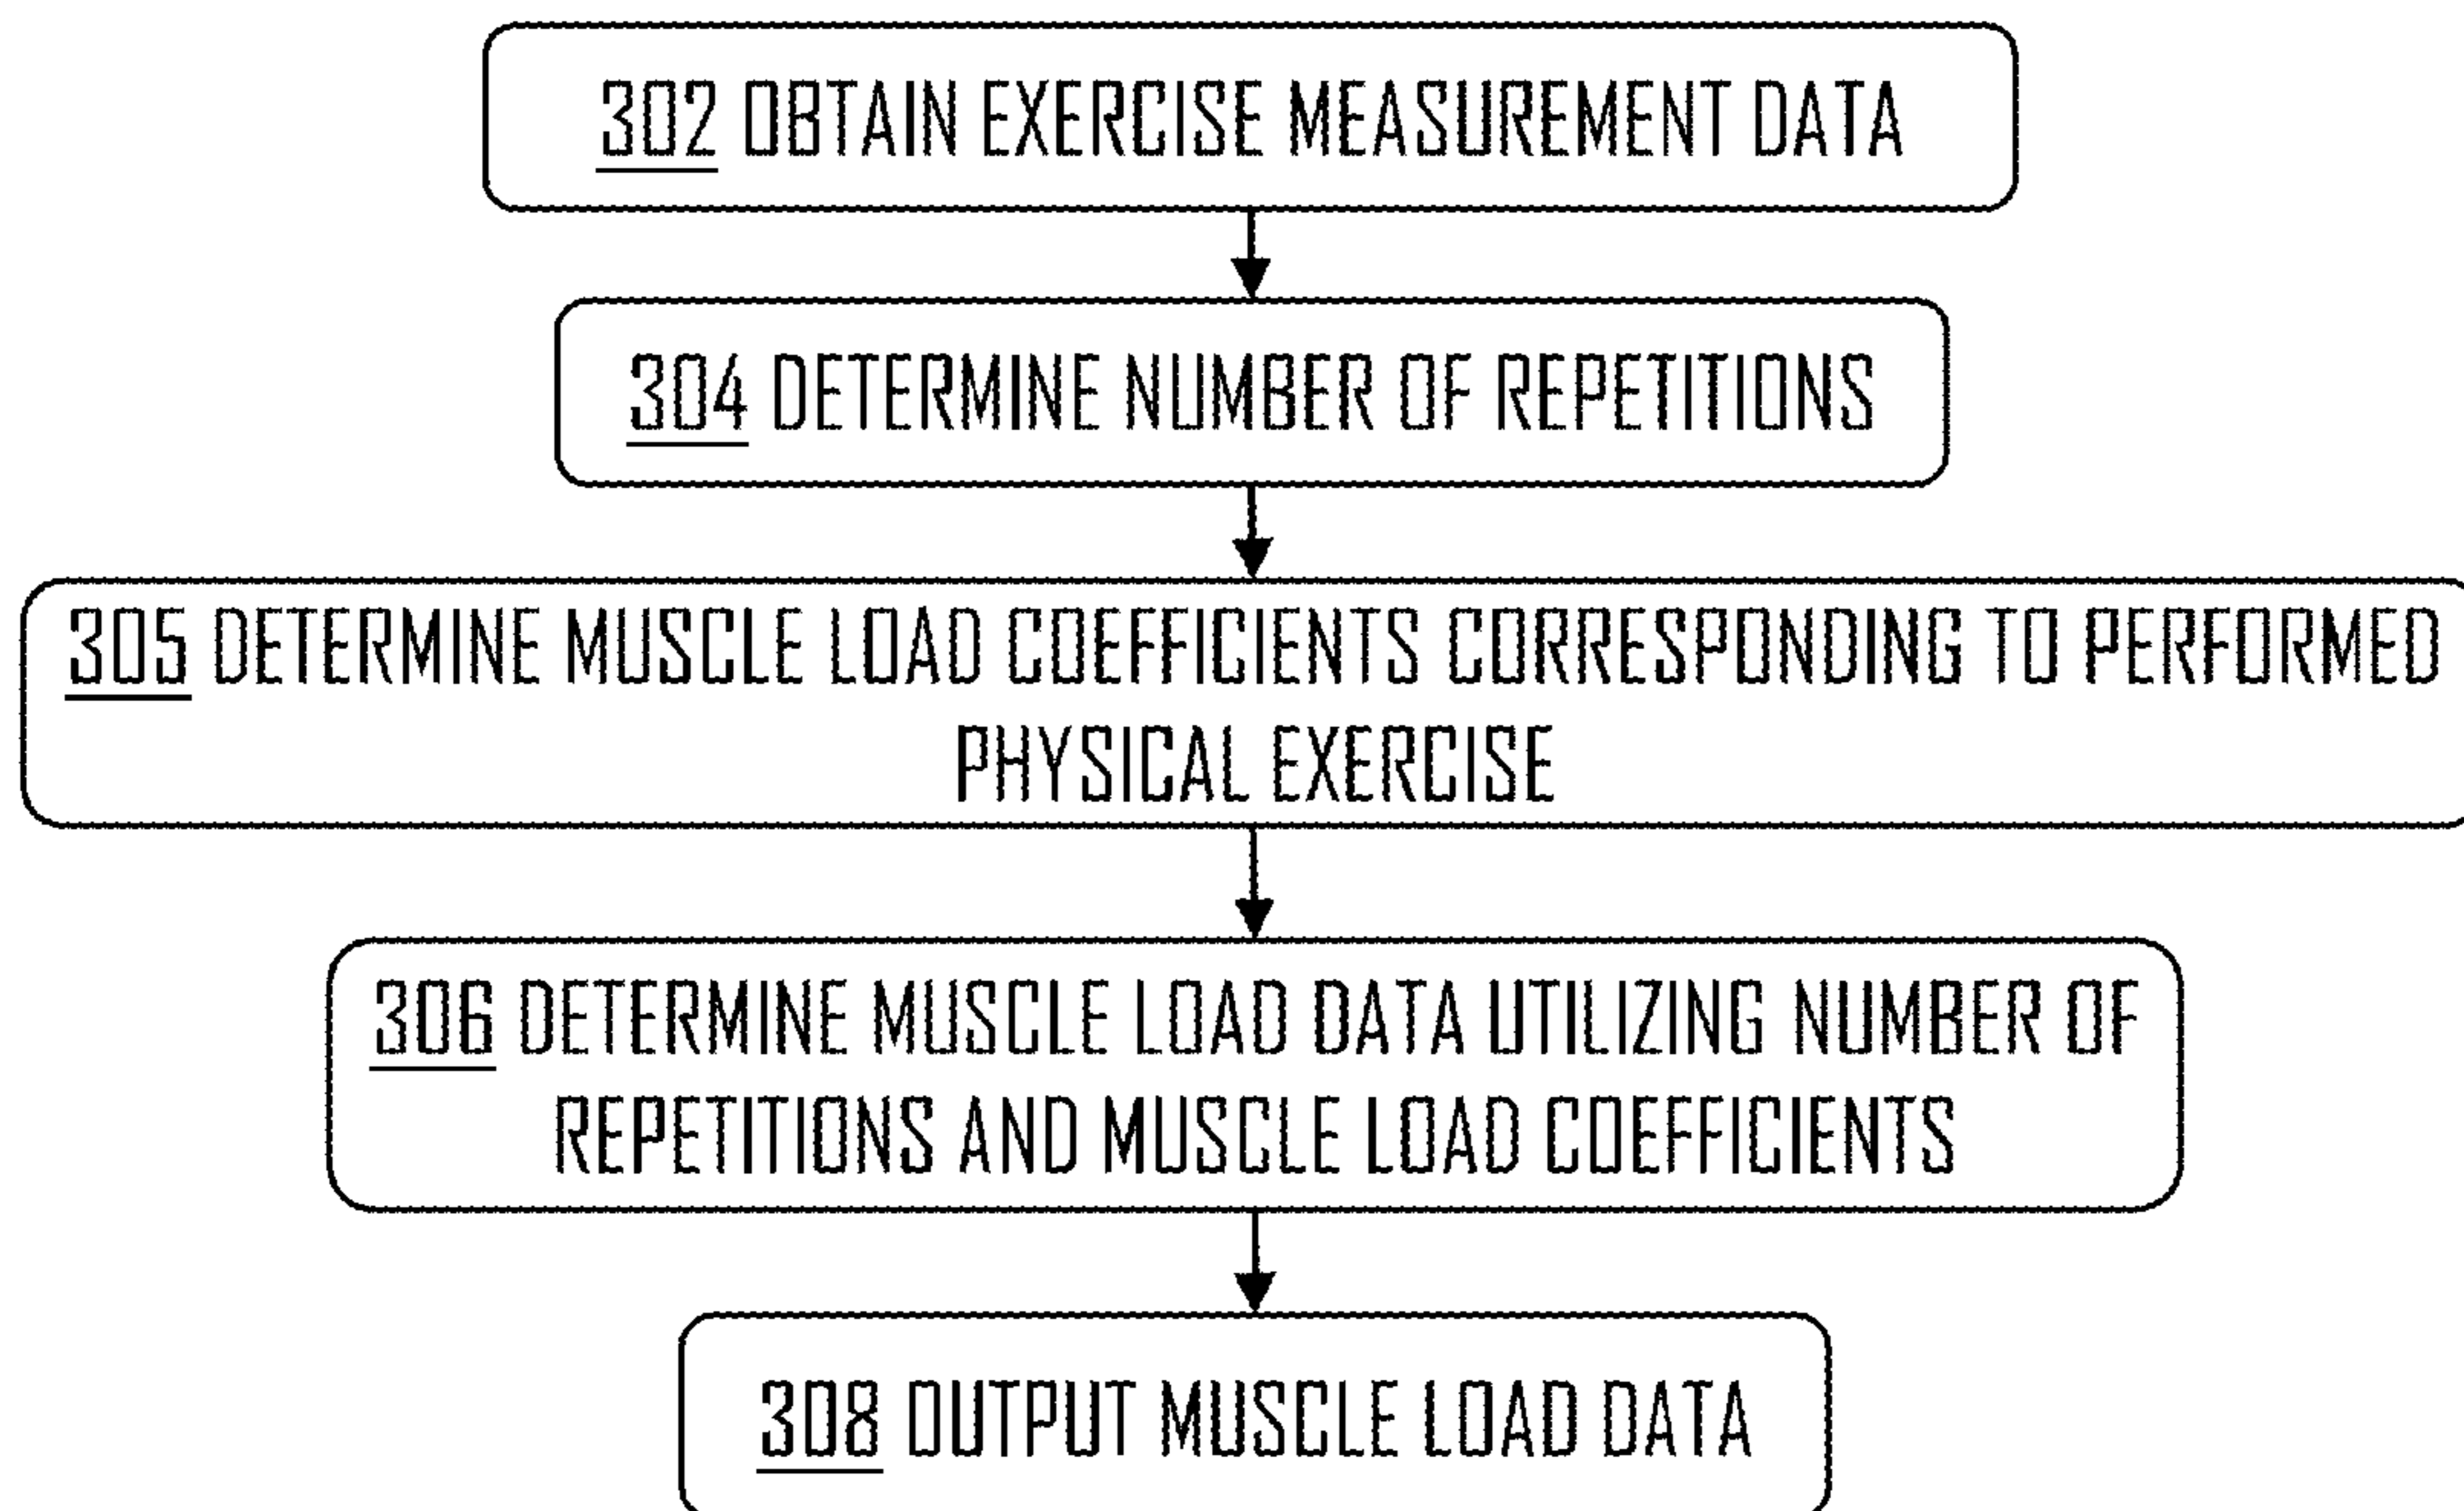 302 OBTAIN EXERCISE MEASUREMENT DATA
304 DETERMINE NUMBER OF REPETITIONS
305 DETERMINE MUSCLE LOAD COEFFICIENTS CORRESPONDING TO PERFORMED
PHYSICAL EXERCISE
306 DETERMINE MUSCLE LOAD DATA UTILIZING NUMBER OF
REPETITIONS AND MUSCLE LOAD COEFFICIENTS
308 OUTPUT MUSCLE LOAD DATA